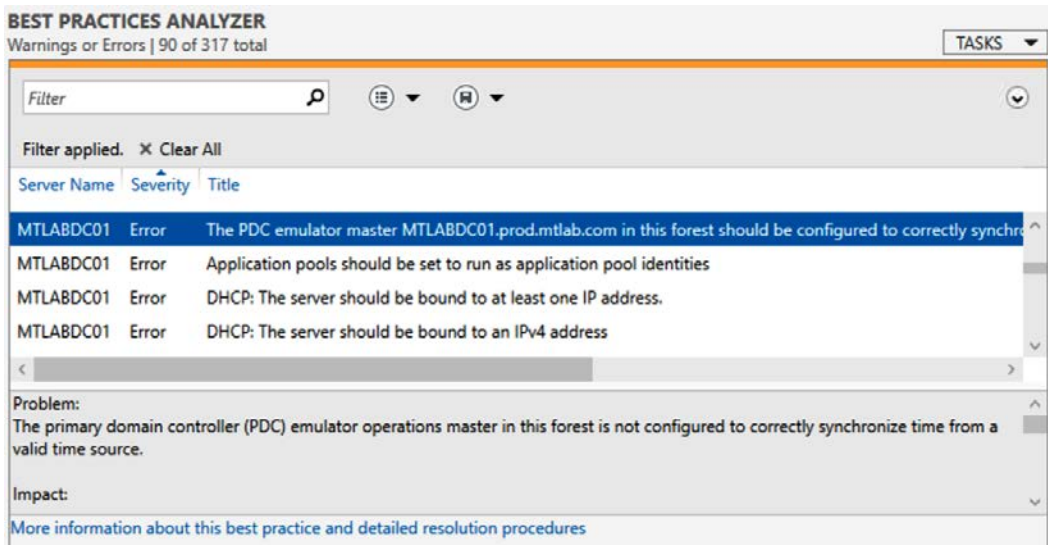 BEST PRACTICES ANALYZER
Warnings or Errors | 90 of 317 total
TASKS
Filter
Filter applied. × Clear All
Server Name Severity Title
MTLABDC01 Error The PDC emulator master MTLABDC01.prod.mtlab.com in this forest should be configured to correctly synchro
MTLABDC01 Error Application pools should be set to run as application pool identities
MTLABDC01 Error DHCP: The server should be bound to at least one IP address.
MTLABDC01 Error DHCP: The server should be bound to an IPv4 address
Problem:
The primary domain controller (PDC) emulator operations master in this forest is not configured to correctly synchronize time from a
valid time source.
Impact:
More information about this best practice and detailed resolution procedures